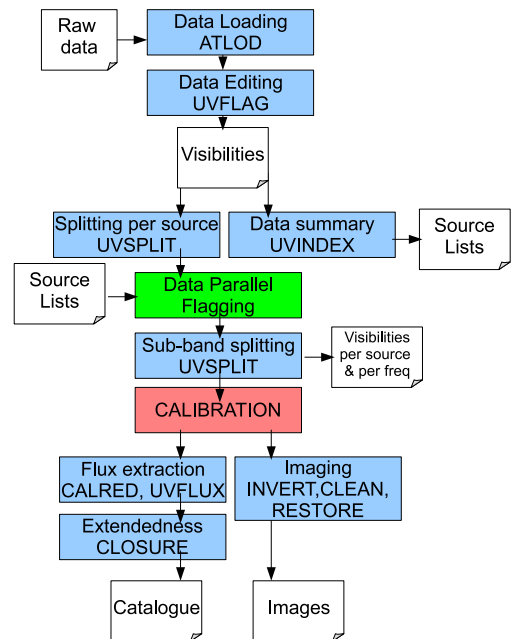 Raw
data
Data Loading
ATLOD
Data Editing
UVFLAG
Visibilities
Splitting per source
UVSPLIT
Data summary
UVINDEX
Source
Lists
Source
Lists
Data Parallel
Flagging
Sub-band splitting
UVSPLIT
Visibilities
per source
& per freq
CALIBRATION
Flux extraction
CALRED, UVFLUX
Imaging
INVERT,CLEAN,
RESTORE
Extendedness
CLOSURE
Catalogue
Images